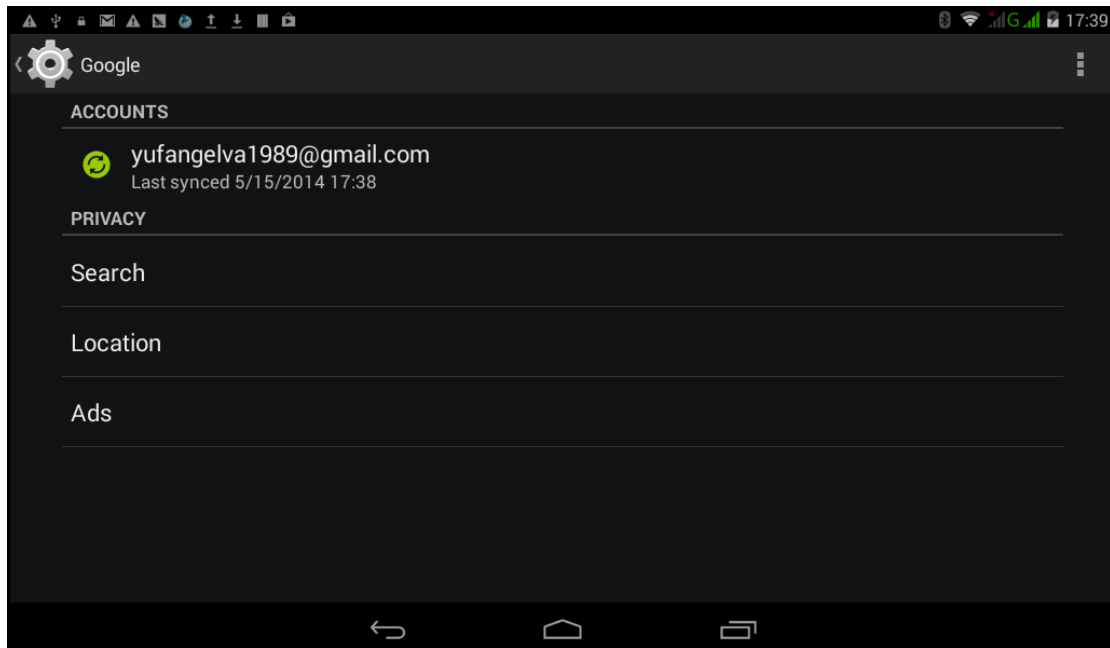 G 17:39
Google
ACCOUNTS
yufangelva1989@gmail.com
Last synced 5/15/2014 17:38
PRIVACY
Search
Location
Ads